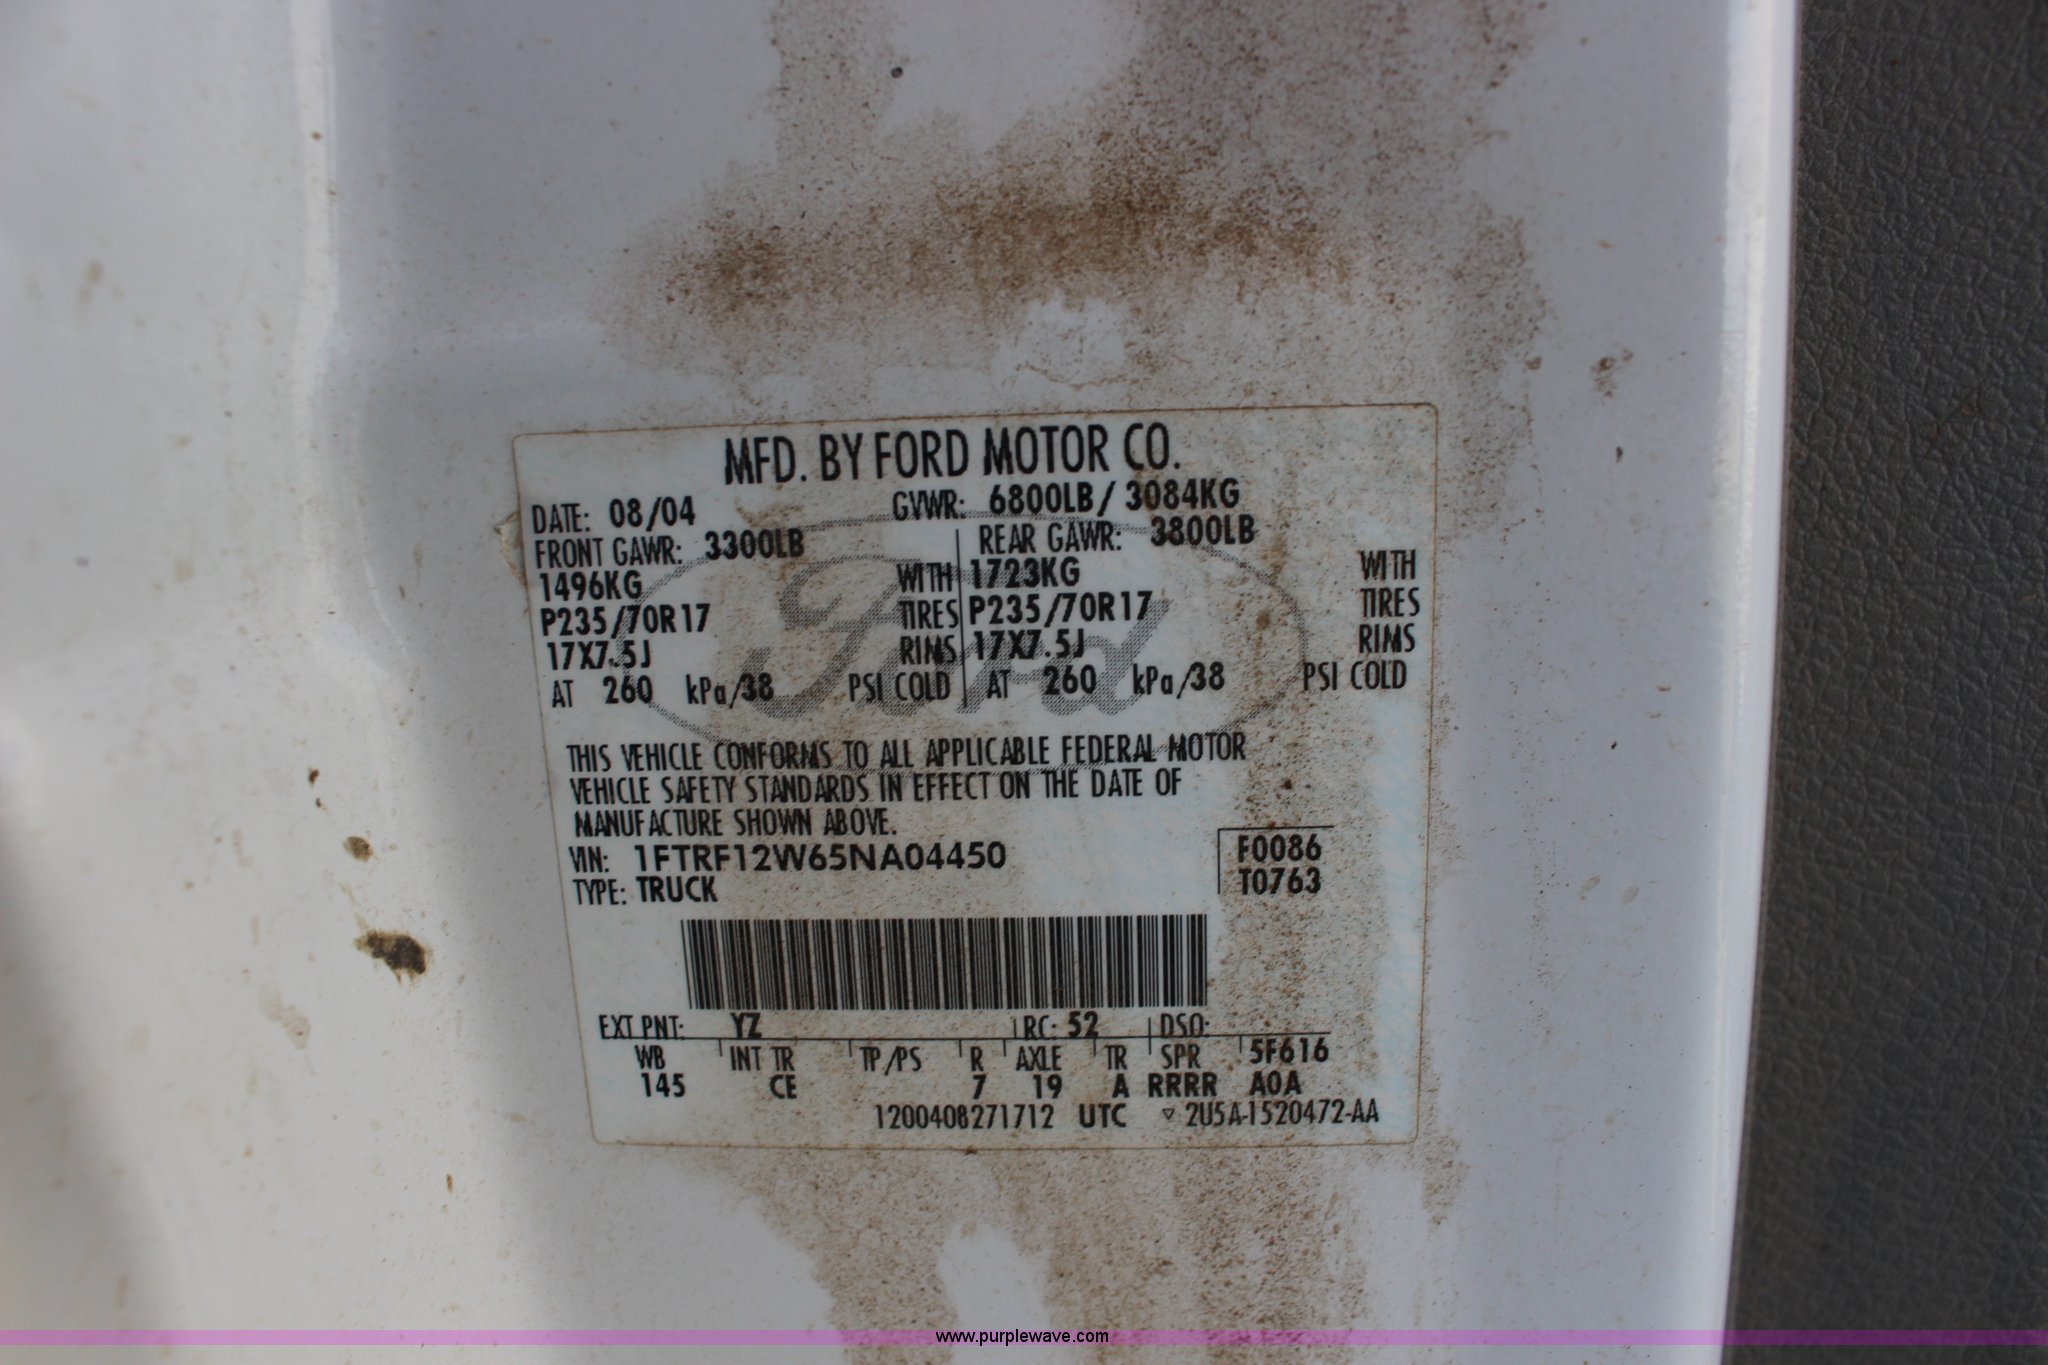 MFD. BY FORD MOTOR CO.
DATE: 08/04 GVWR: 6800LB / 3084KG
FRONT GAWR: 3300LB REAR GAWR: 3800LB
1496KG WITH 1723KG WITH
P235/70R17 TIRES P235/70R17 TIRES
17X7.5J RIMS 17X7.5J RIMS
AT 260 kPa/38 PSI COLD AT 260 kPa/38 PSI COLD
Ford
THIS VEHICLE CONFORMS TO ALL APPLICABLE FEDERAL MOTOR
VEHICLE SAFETY STANDARDS IN EFFECT ON THE DATE OF
MANUFACTURE SHOWN ABOVE.
VIN: 1FTRF12W65NA04450 F0086
TYPE: TRUCK T0763
EXT PNT: YZ RC: 52 DSO:
WB INT TR TP/PS R AXLE TR SPR 5F616
145 CE 7 19 A RRRR A0A
1200408271712 UTC ▽ 2U5A-1520472-AA
www.purplewave.com